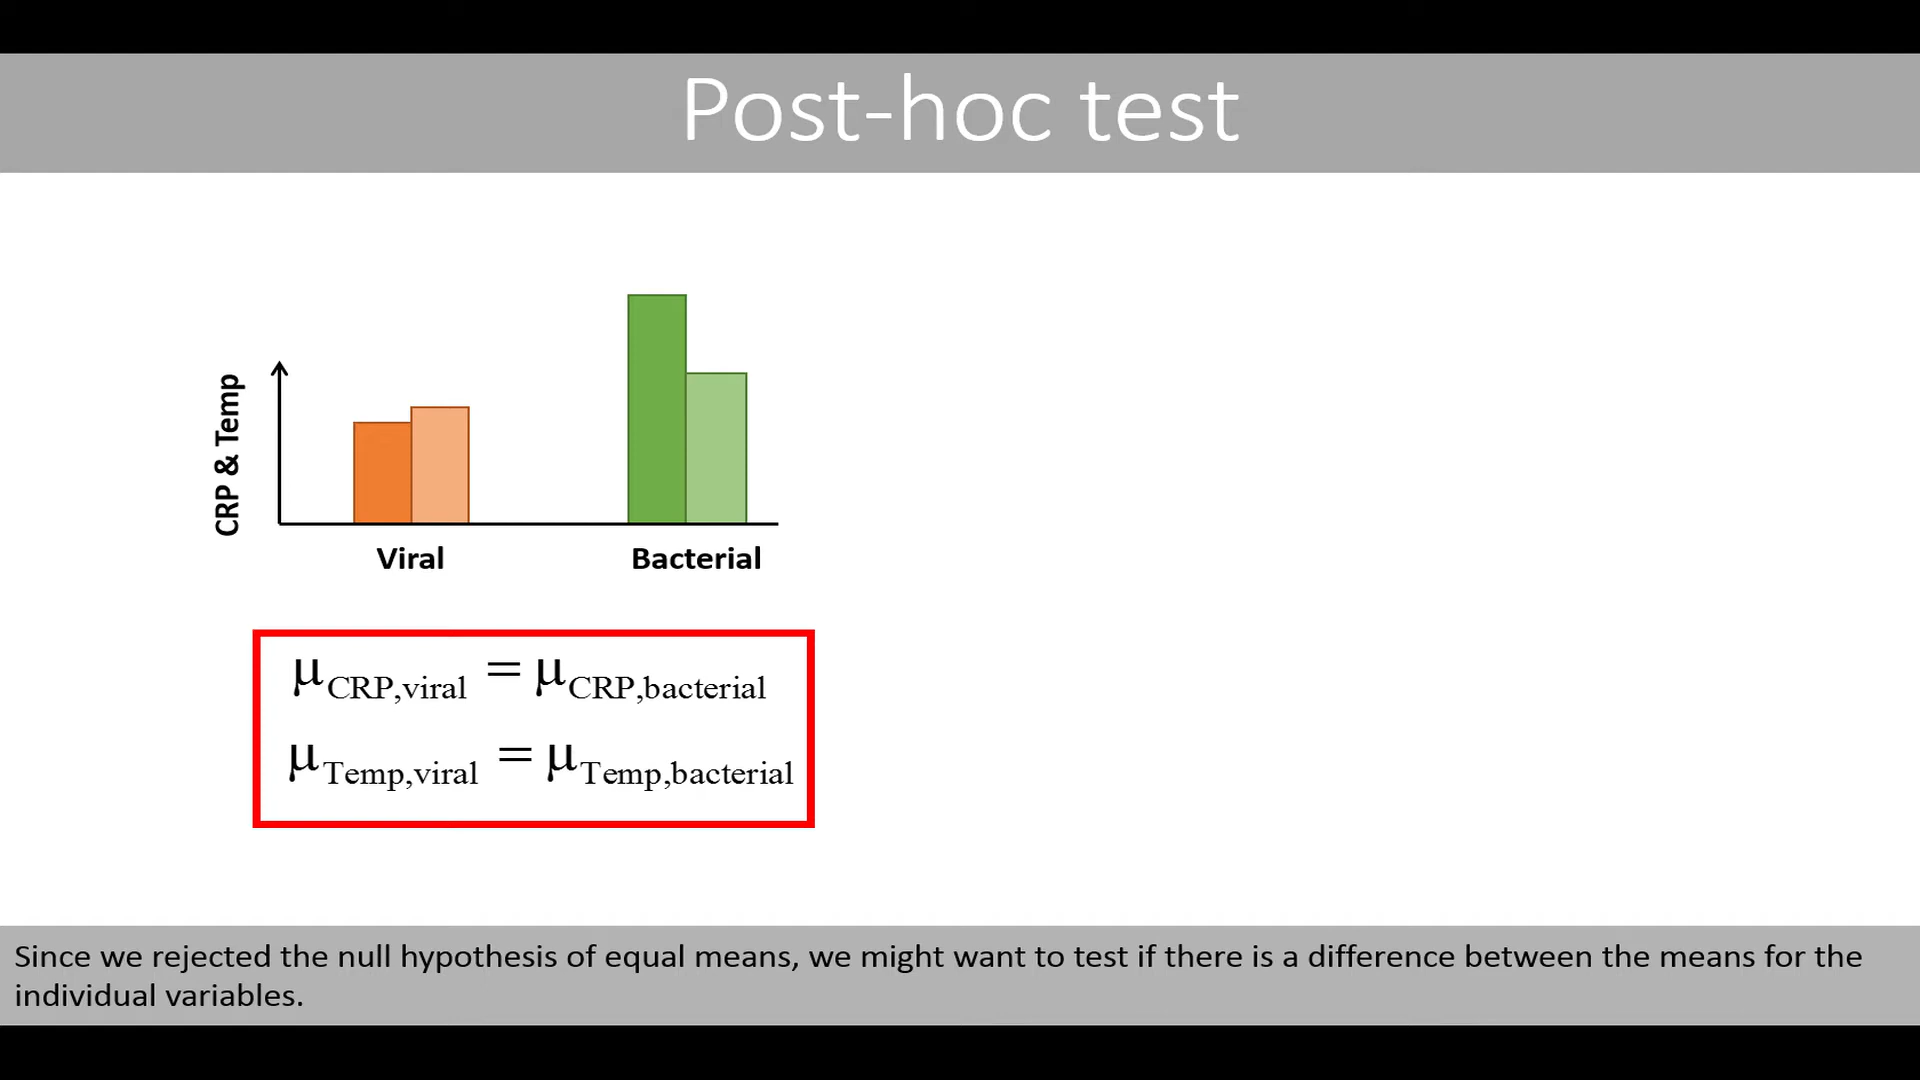 Post-hoc test
CRP & Temp
Viral
Bacterial
μCRP,viral = μCRP,bacterial
μTemp,viral = μTemp,bacterial
Since we rejected the null hypothesis of equal means, we might want to test if there is a difference between the means for the
individual variables.